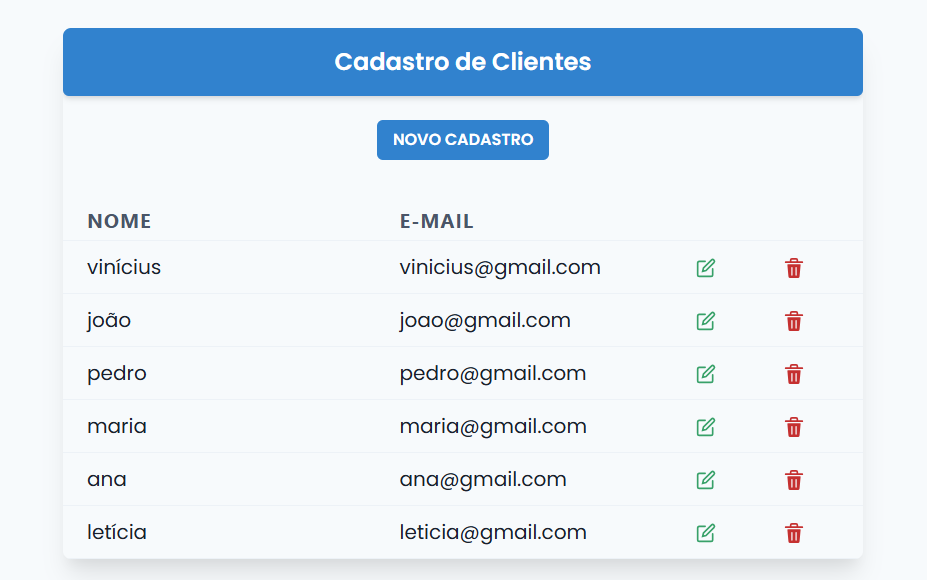 Cadastro de Clientes
NOVO CADASTRO
NOME E-MAIL
vinícius vinicius@gmail.com
joão joao@gmail.com
pedro pedro@gmail.com
maria maria@gmail.com
ana ana@gmail.com
letícia leticia@gmail.com